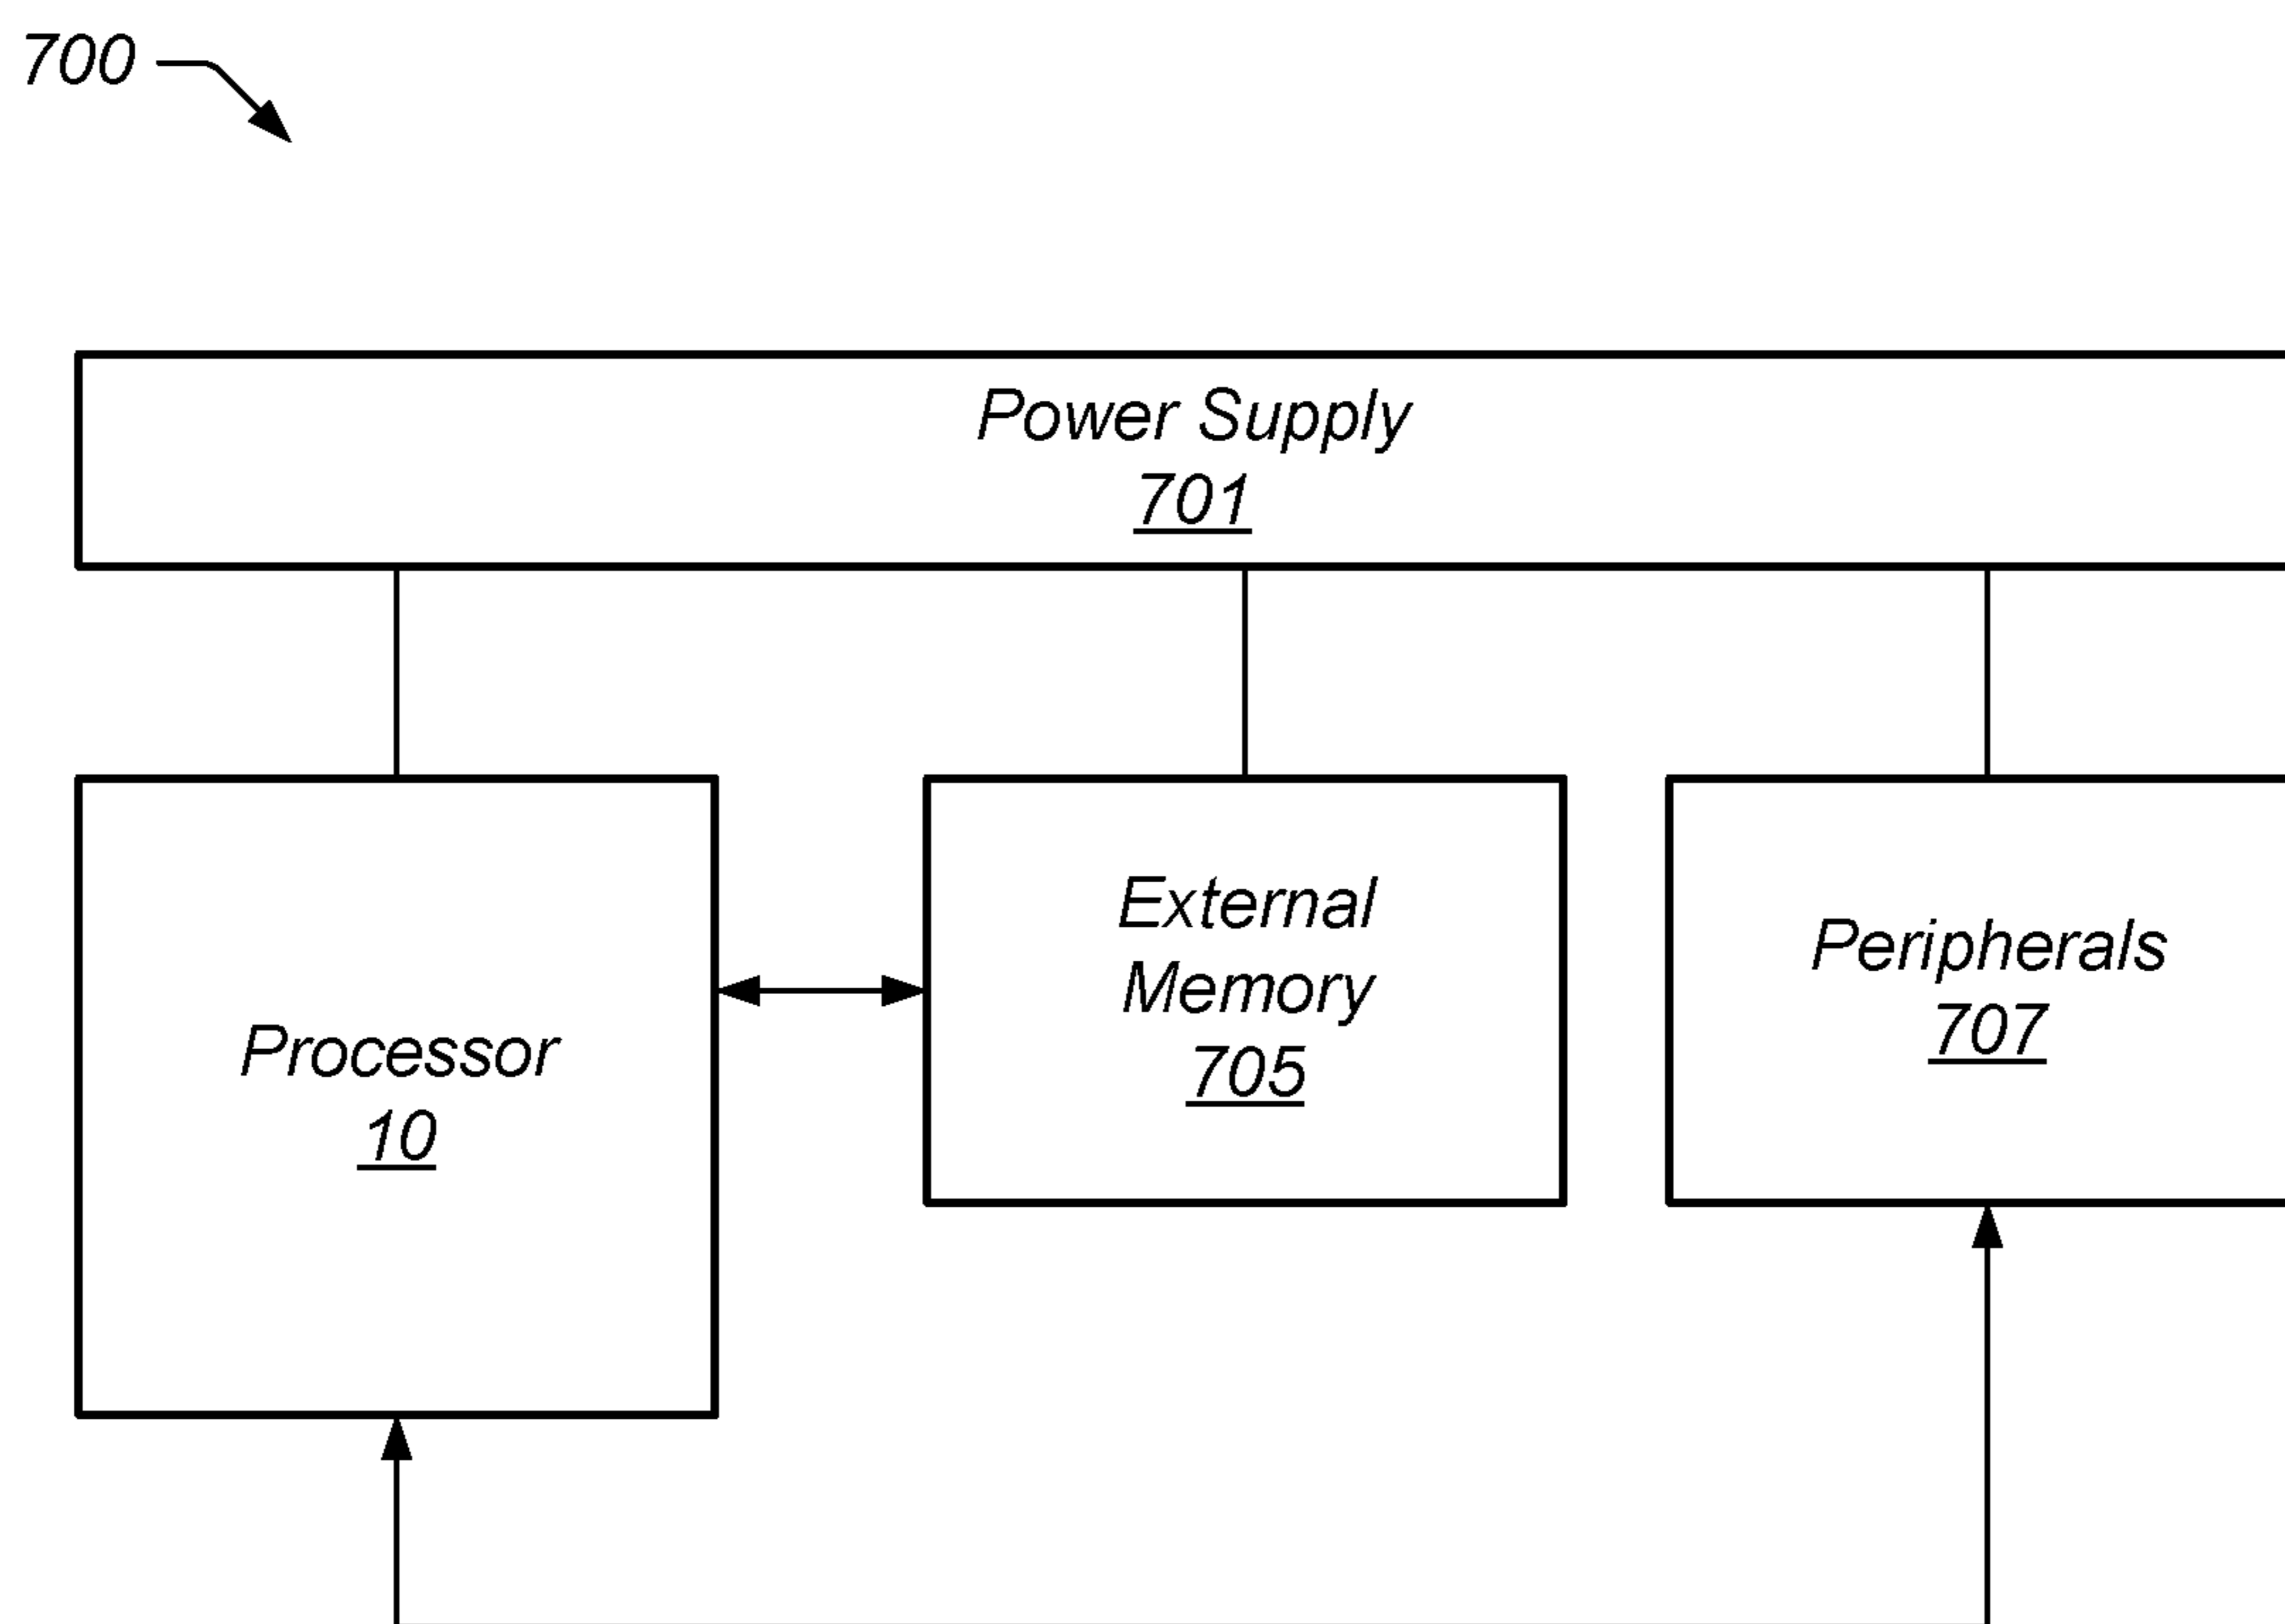 700
Power Supply
701
Processor
10
External
Memory
705
Peripherals
707